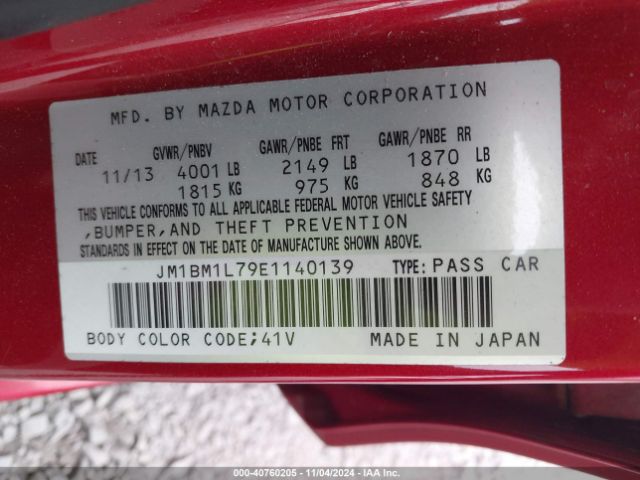 MFD. BY MAZDA MOTOR CORPORATION
DATE GVWR/PNBV GAWR/PNBE FRT GAWR/PNBE RR
11/13 4001 LB 2149 LB 1870 LB
1815 KG 975 KG 848 KG
THIS VEHICLE CONFORMS TO ALL APPLICABLE FEDERAL MOTOR VEHICLE SAFETY
,BUMPER,AND THEFT PREVENTION
STANDARDS IN EFFECT ON THE DATE OF MANUFACTURE SHOWN ABOVE.
JM1BM1L79E1140139 TYPE: PASS CAR
BODY COLOR CODE;41V MADE IN JAPAN
000-40760205 - 11/04/2024 - IAA Inc.